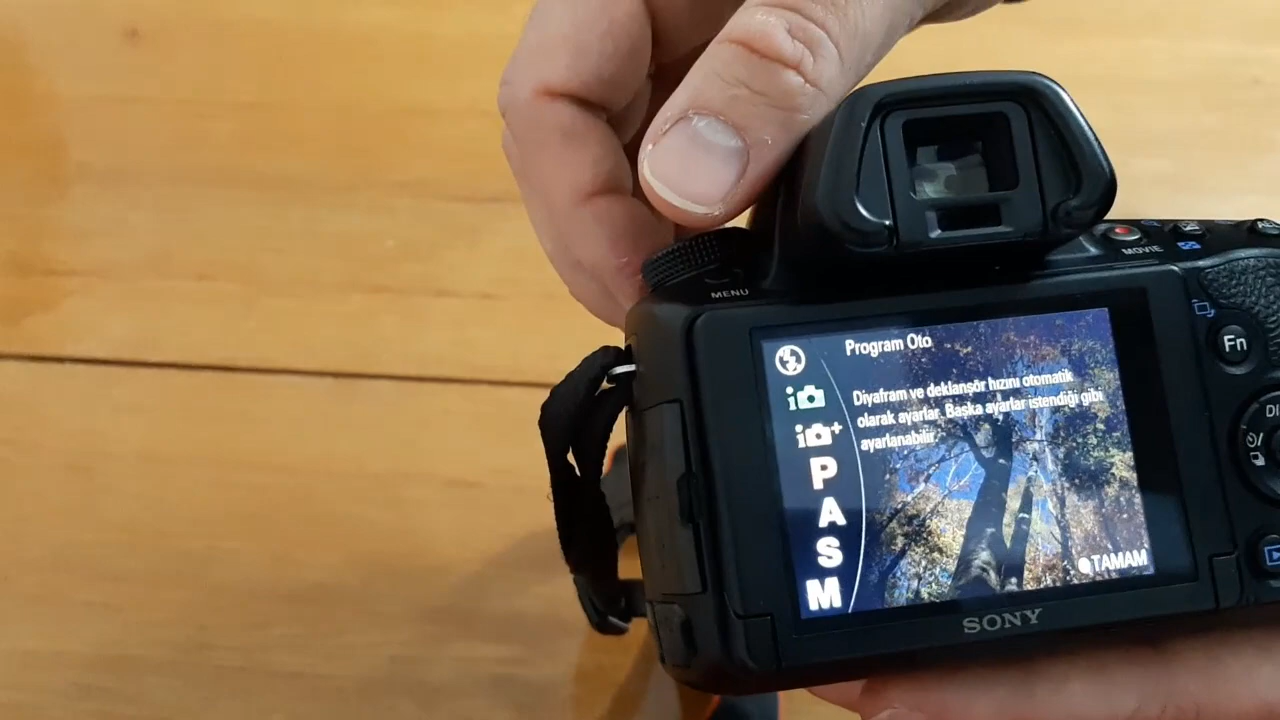 MENU
MOVIE
Fn
Program Oto
Diyafram ve deklanşör hızını otomatik
olarak ayarlar. Başka ayarlar istendiği gibi
ayarlanabilir.
i
i +
P
A
S
M
TAMAM
SONY